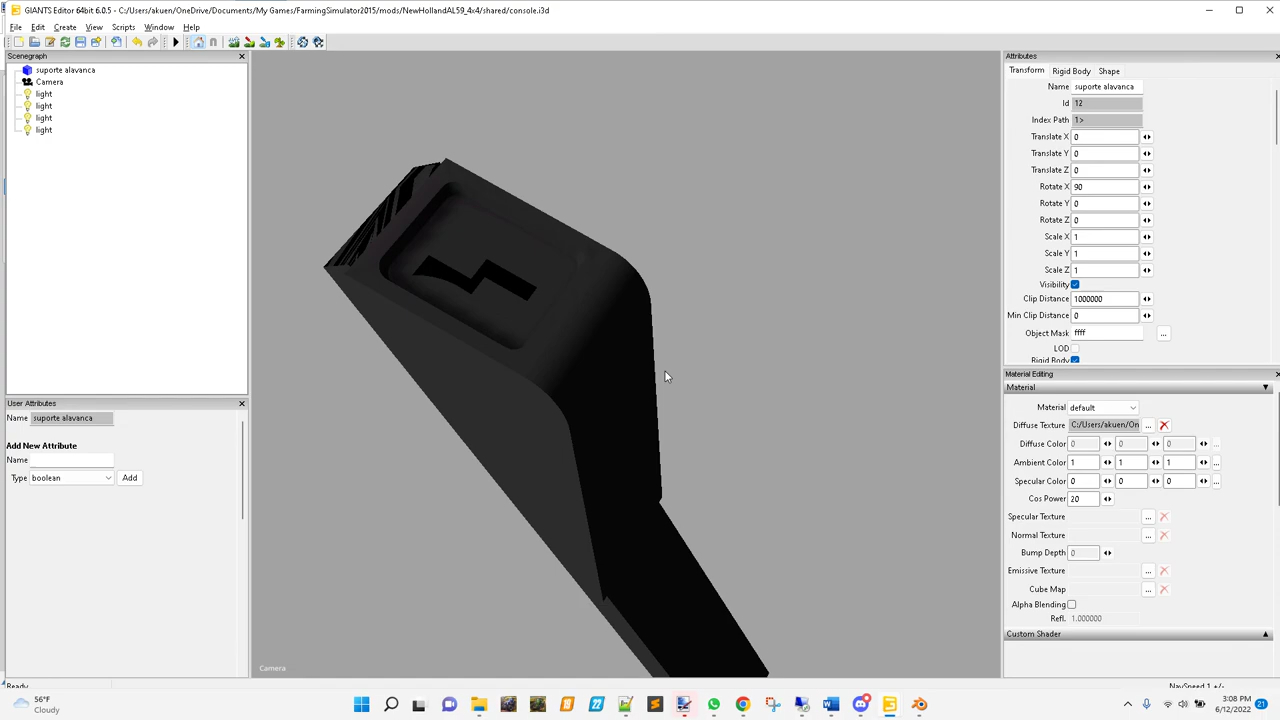 GIANTS Editor 64bit 6.0.5 - C:/Users/akuen/OneDrive/Documents/My Games/FarmingSimulator2015/mods/NewHollandAL59_4x4/shared/console.i3d
File Edit Create View Scripts Window Help
Scenegraph
suporte alavanca
Camera
light
light
light
light
User Attributes
Name suporte alavanca
Add New Attribute
Name
Type boolean Add
Camera
Attributes
Transform Rigid Body Shape
Name suporte alavanca
Id 12
Index Path 1>
Translate X 0
Translate Y 0
Translate Z 0
Rotate X 90
Rotate Y 0
Rotate Z 0
Scale X 1
Scale Y 1
Scale Z 1
Visibility
Clip Distance 1000000
Min Clip Distance 0
Object Mask ffff ...
LOD
Rigid Body
Material Editing
Material
Material default
Diffuse Texture C:/Users/akuen/On ...
Diffuse Color 0 0 0 ...
Ambient Color 1 1 1 ...
Specular Color 0 0 0 ...
Cos Power 20
Specular Texture ...
Normal Texture ...
Bump Depth 0
Emissive Texture ...
Cube Map ...
Alpha Blending
Refl. 1.000000
Custom Shader
Ready
NavSpeed 1 +/-
56°F
Cloudy
3:08 PM
6/12/2022
21